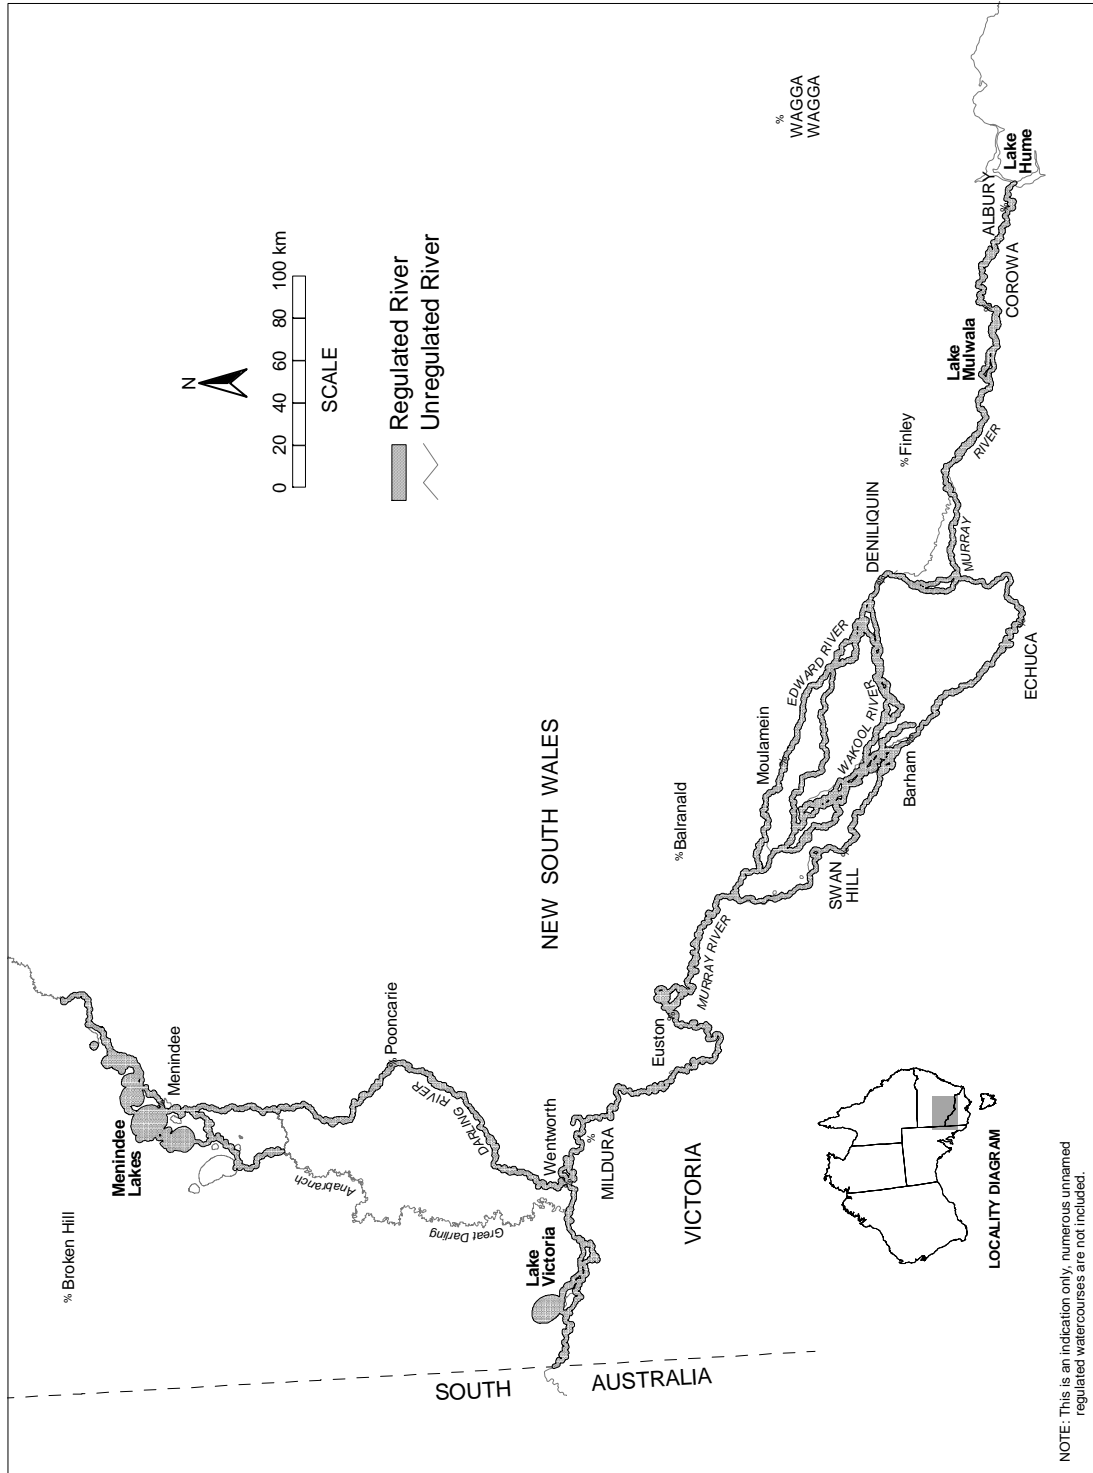 Broken Hill
Menindee
Lakes
Menindee
Pooncarie
DARLING RIVER
Great Darling
Anabranch
Lake
Victoria
Wentworth
MILDURA
SOUTH AUSTRALIA
VICTORIA
NEW SOUTH WALES
Euston
MURRAY RIVER
Balranald
SWAN
HILL
Moulamein
EDWARD RIVER
WAKOOL RIVER
Barham
DENILIQUIN
ECHUCA
MURRAY
RIVER
Finley
Lake
Mulwala
COROWA
ALBURY
Lake
Hume
WAGGA
WAGGA
N
0 20 40 60 80 100 km
SCALE
Regulated River
Unregulated River
LOCALITY DIAGRAM
NOTE: This is an indication only, numerous unnamed
regulated watercourses are not included.